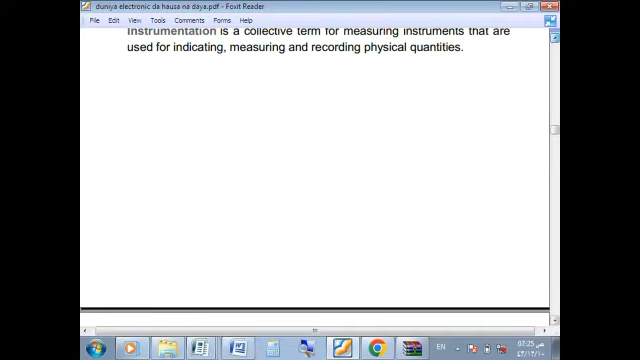 duniya electronic da hausa na daya.pdf - Foxit Reader
File Edit View Tools Comments Forms Help
Instrumentation is a collective term for measuring instruments that are
used for indicating, measuring and recording physical quantities.
EN
07:25 ص